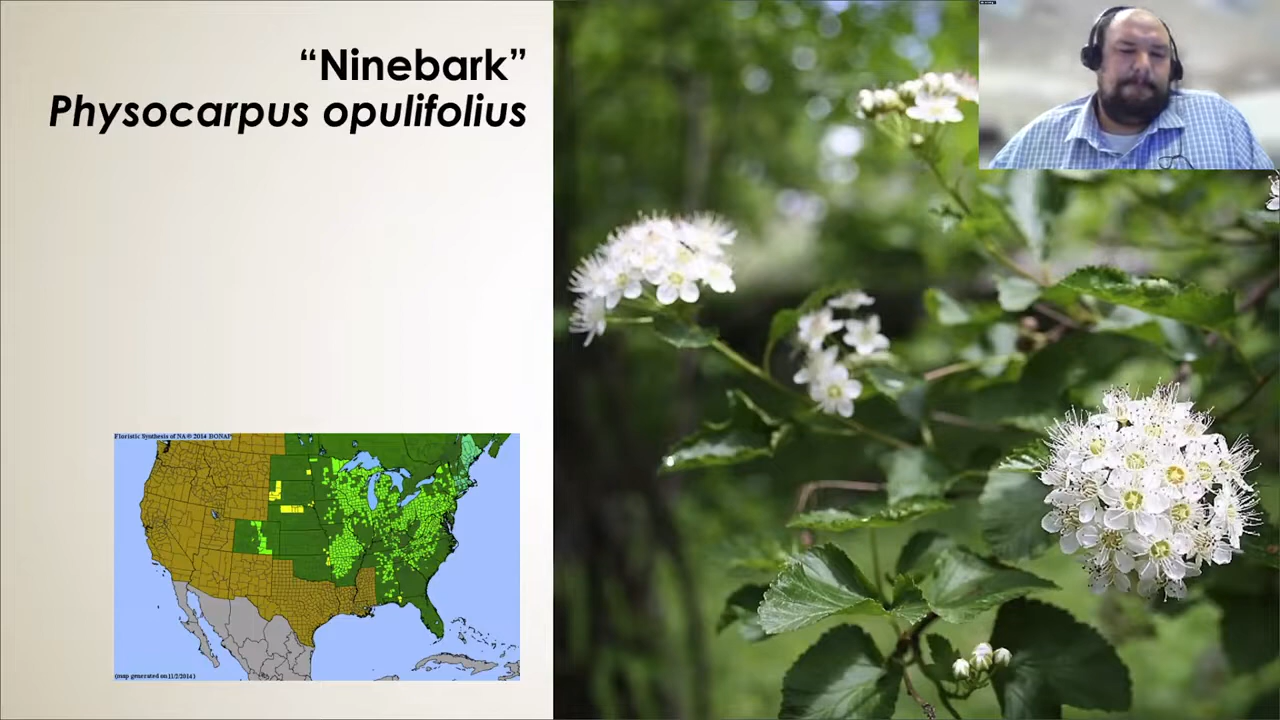 “Ninebark”
Physocarpus opulifolius
Floristic Synthesis of NA © 2014 BONAP
(map generated on 11/2/2014)